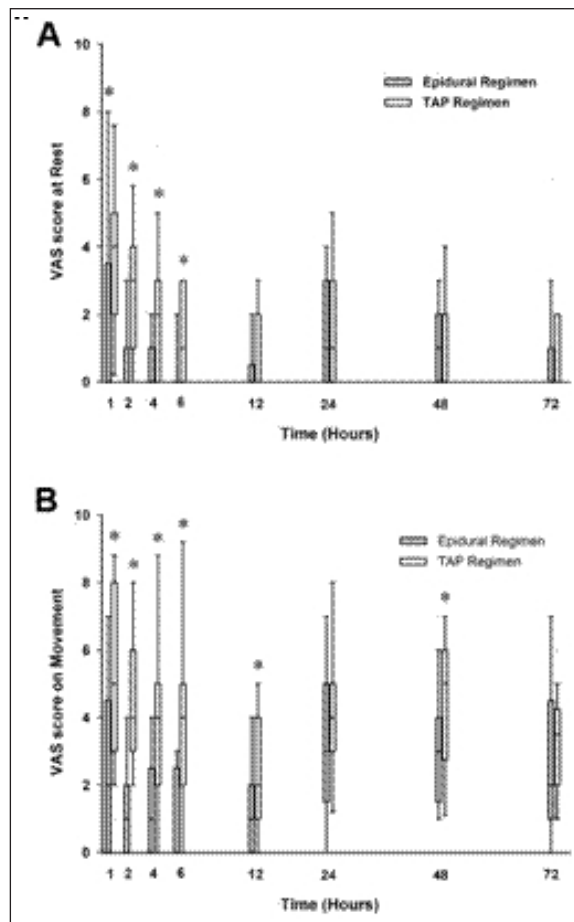 A
10
Epidural Regimen
TAP Regimen
8
6
4
2
0
VAS score at Rest
1 2 4 6 12 24 48 72
Time (Hours)
B
10
Epidural Regimen
TAP Regimen
8
6
4
2
0
VAS score on Movement
1 2 4 6 12 24 48 72
Time (Hours)